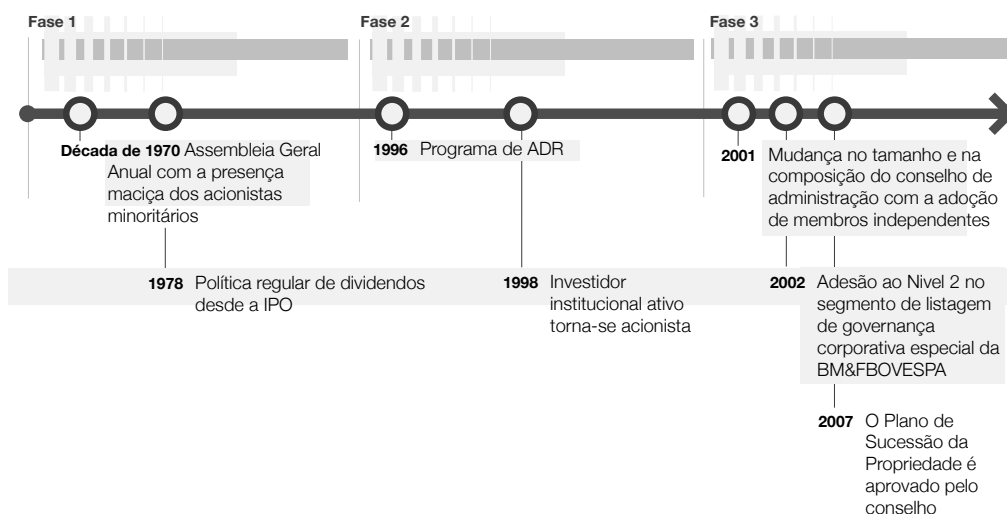 Fase 1
Fase 2
Fase 3
Década de 1970 Assembleia Geral
Anual com a presença
maciça dos acionistas
minoritários
1978 Política regular de dividendos
desde a IPO
1996 Programa de ADR
1998 Investidor
institucional ativo
torna-se acionista
2001 Mudança no tamanho e na
composição do conselho de
administração com a adoção
de membros independentes
2002 Adesão ao Nivel 2 no
segmento de listagem
de governança
corporativa especial da
BM&FBOVESPA
2007 O Plano de
Sucessão da
Propriedade é
aprovado pelo
conselho